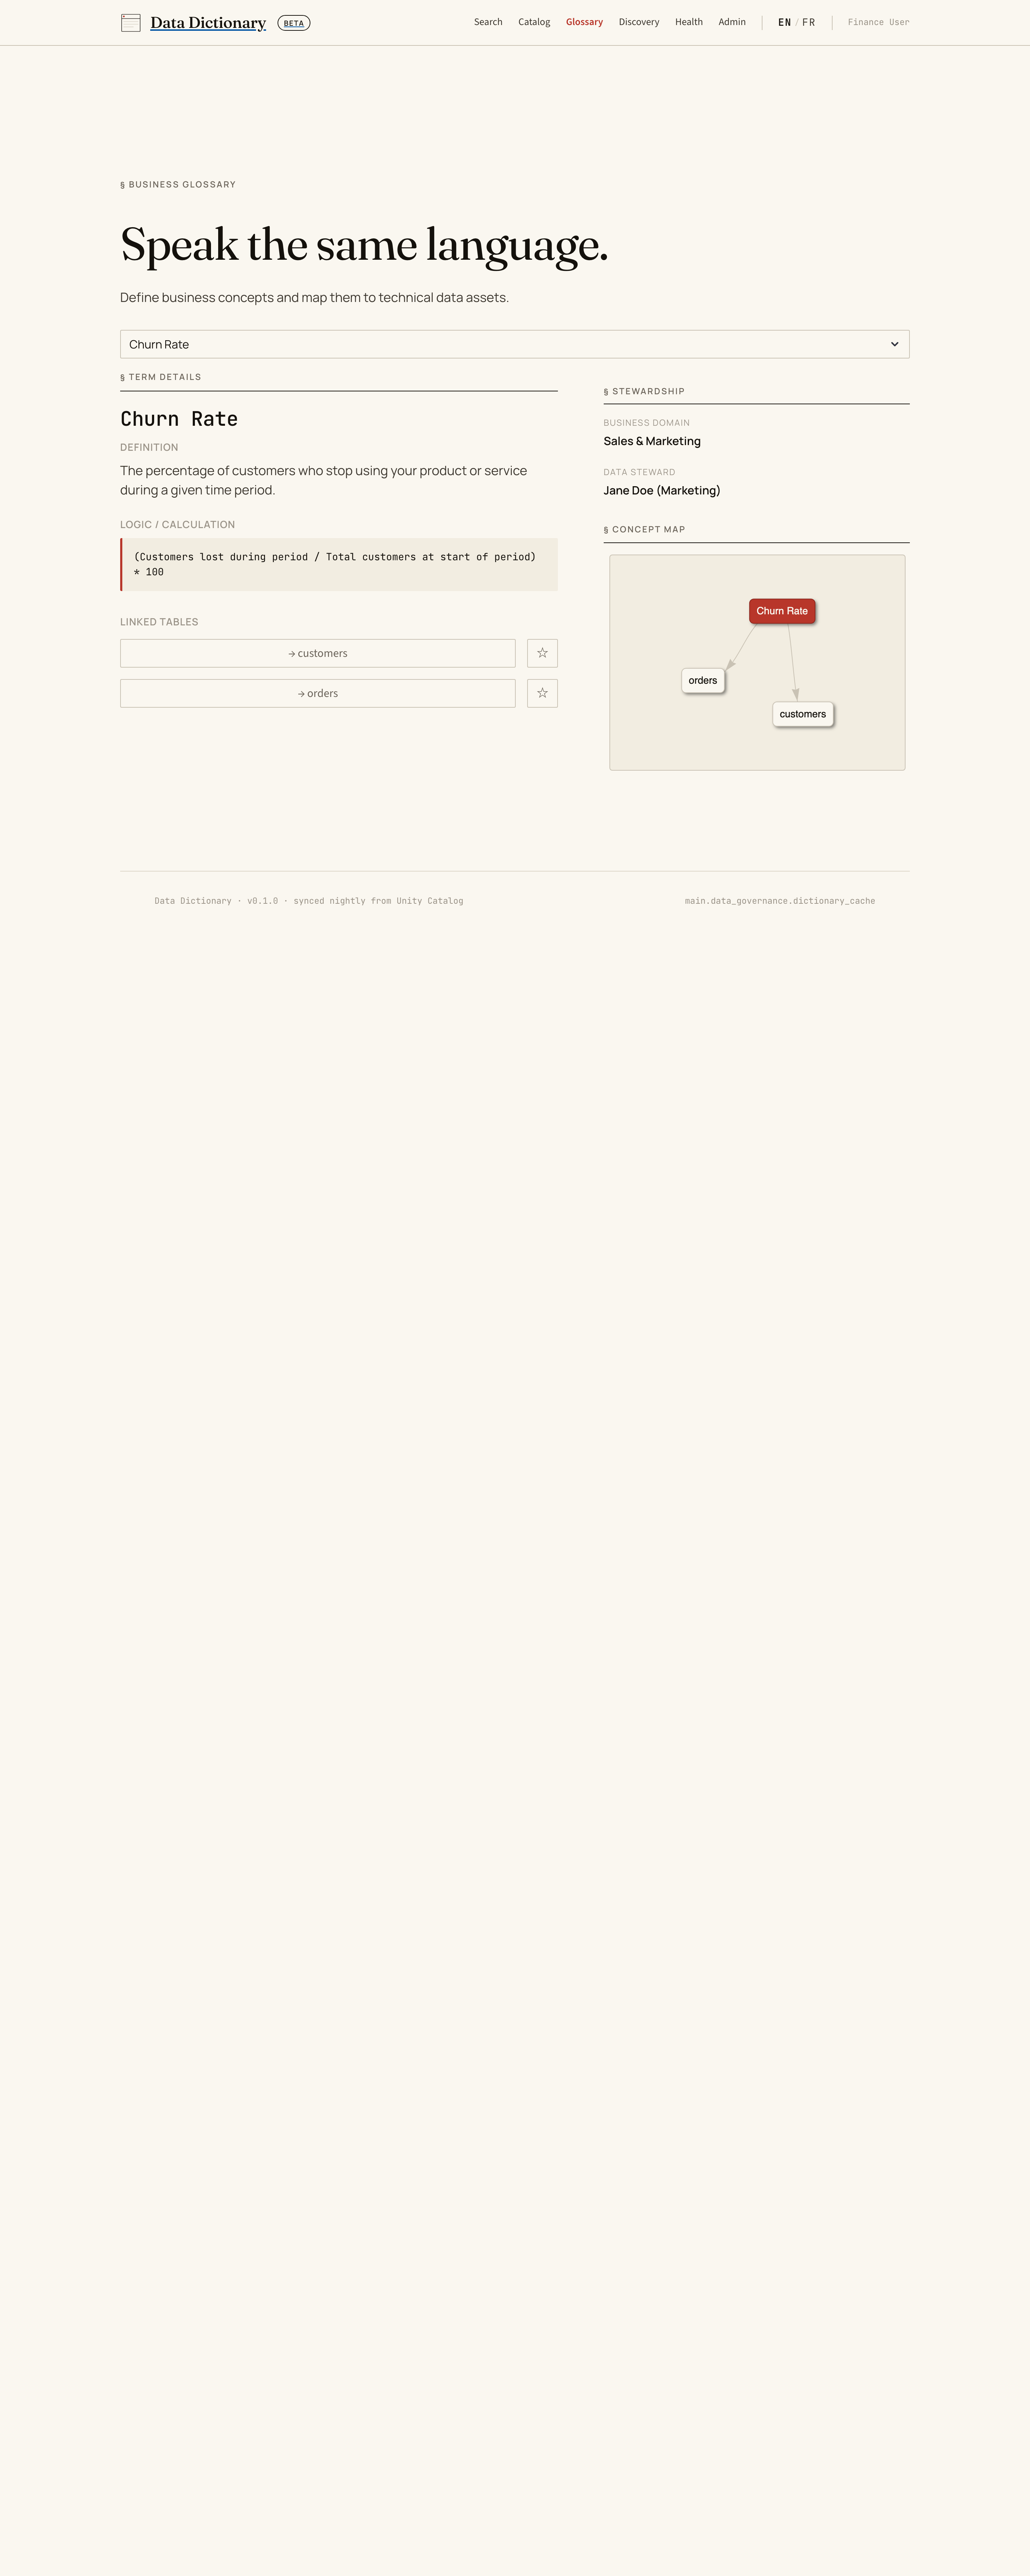 Data Dictionary BETA
Search Catalog Glossary Discovery Health Admin EN / FR Finance User
§ BUSINESS GLOSSARY
Speak the same language.
Define business concepts and map them to technical data assets.
Churn Rate
§ TERM DETAILS
Churn Rate
DEFINITION
The percentage of customers who stop using your product or service
during a given time period.
LOGIC / CALCULATION
(Customers lost during period / Total customers at start of period)
* 100
LINKED TABLES
→ customers
☆
→ orders
☆
§ STEWARDSHIP
BUSINESS DOMAIN
Sales & Marketing
DATA STEWARD
Jane Doe (Marketing)
§ CONCEPT MAP
Churn Rate
orders
customers
Data Dictionary · v0.1.0 · synced nightly from Unity Catalog
main.data_governance.dictionary_cache